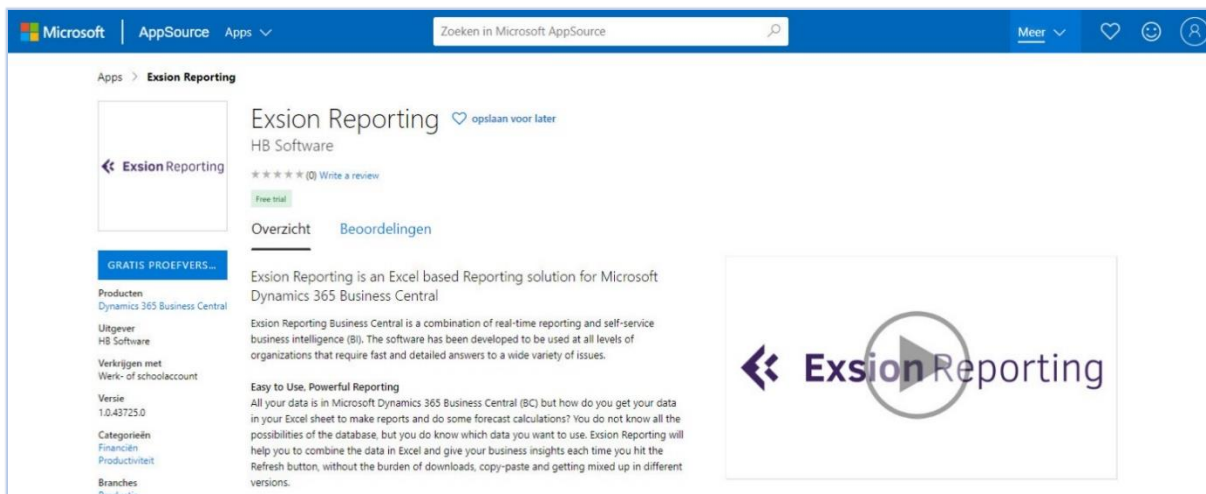 Microsoft AppSource Apps Zoeken in Microsoft AppSource Meer
Apps > Exsion Reporting
Exsion Reporting
Exsion Reporting opslaan voor later
HB Software
(0) Write a review
Free trial
Overzicht Beoordelingen
GRATIS PROEFVERS...
Producten
Dynamics 365 Business Central
Uitgever
HB Software
Verkrijgen met
Werk- of schoolaccount
Versie
1.0.43725.0
Categorieën
Financiën
Productiviteit
Branches
Exsion Reporting is an Excel based Reporting solution for Microsoft
Dynamics 365 Business Central
Exsion Reporting Business Central is a combination of real-time reporting and self-service
business intelligence (BI). The software has been developed to be used at all levels of
organizations that require fast and detailed answers to a wide variety of issues.
Easy to Use, Powerful Reporting
All your data is in Microsoft Dynamics 365 Business Central (BC) but how do you get your data
in your Excel sheet to make reports and do some forecast calculations? You do not know all the
possibilities of the database, but you do know which data you want to use. Exsion Reporting will
help you to combine the data in Excel and give your business insights each time you hit the
Refresh button, without the burden of downloads, copy-paste and getting mixed up in different
versions.
Exsion Reporting